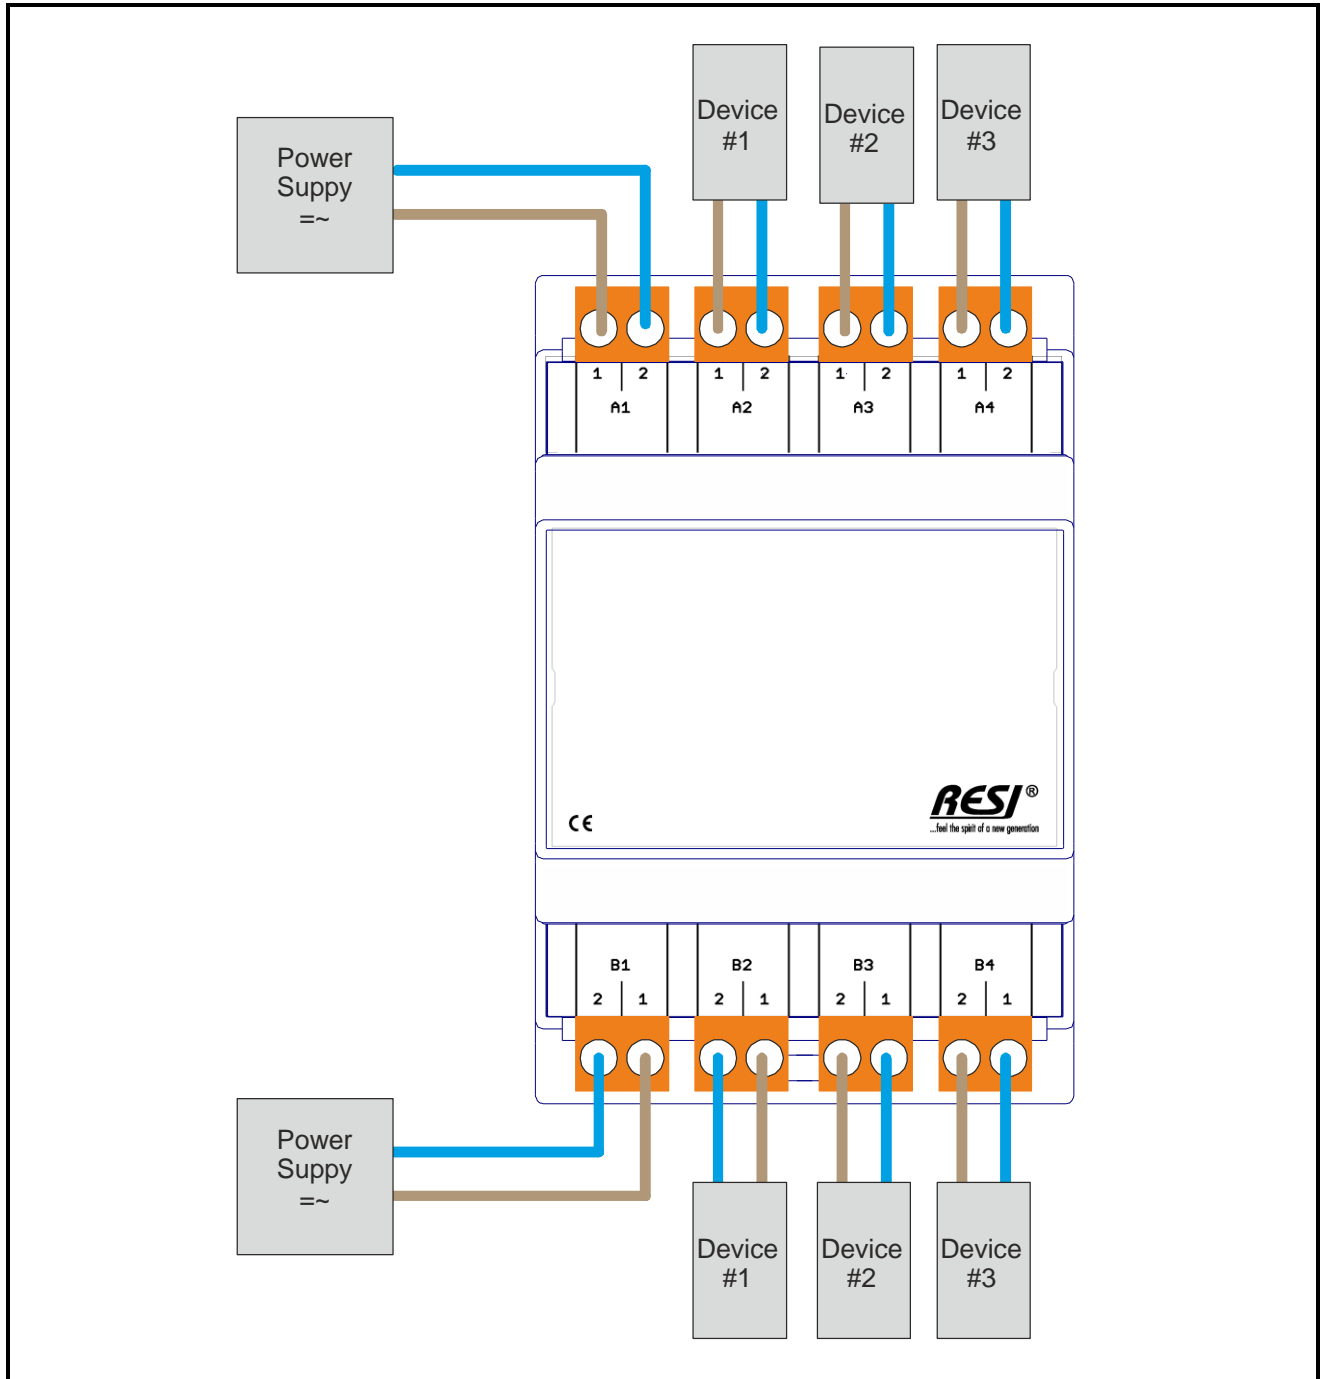 Device
#1
Device
#2
Device
#3
Power
Suppy
=~
1 2
A1
1 2
A2
1 2
A3
1 2
A4
RESI®
...feel the spirit of a new generation
CE
B1
2 1
B2
2 1
B3
2 1
B4
2 1
Power
Suppy
=~
Device
#1
Device
#2
Device
#3